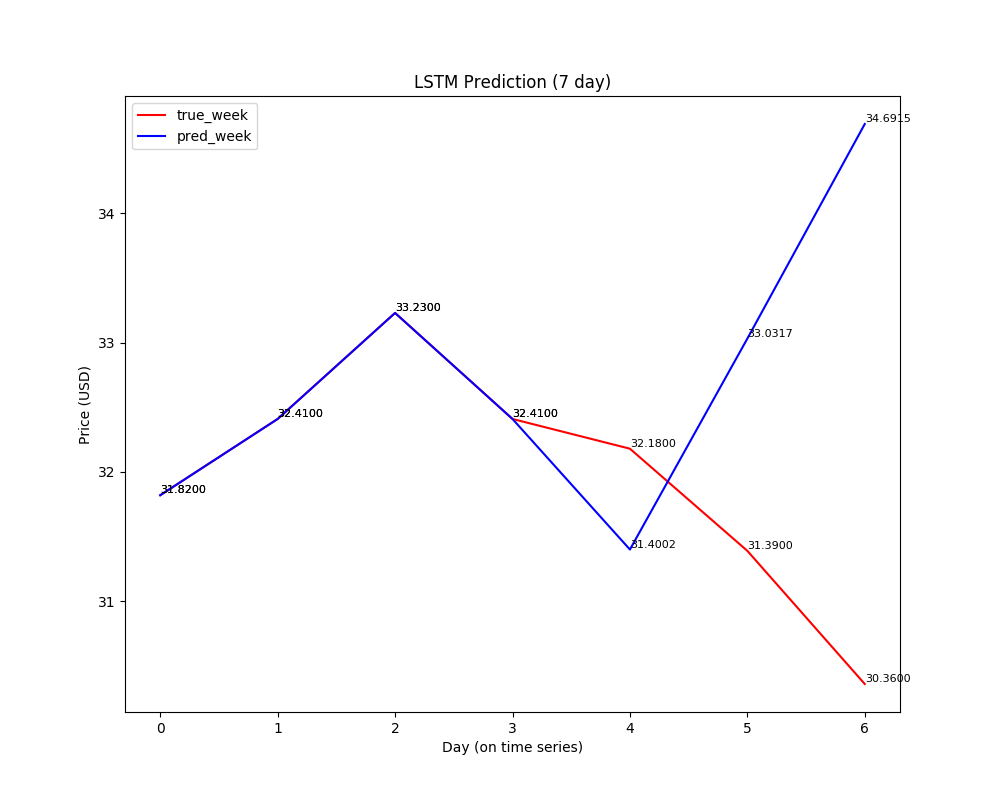 LSTM Prediction (7 day)
true_week
pred_week
34.6915
34
33.2300
33
33.0317
32.4100
32.4100
32.1800
32
31.8200
31.4002
31.3900
31
30.3600
0 1 2 3 4 5 6
Day (on time series)
Price (USD)